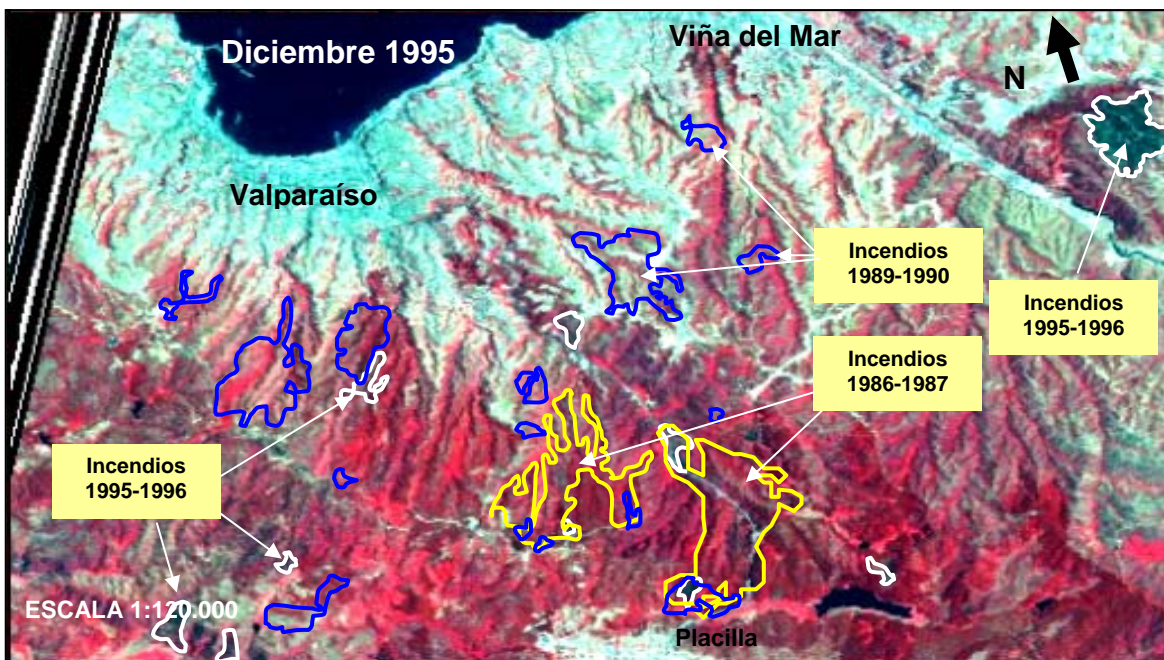 Diciembre 1995
Viña del Mar
N
Valparaíso
Incendios
1989-1990
Incendios
1995-1996
Incendios
1986-1987
Incendios
1995-1996
ESCALA 1:120.000
Placilla